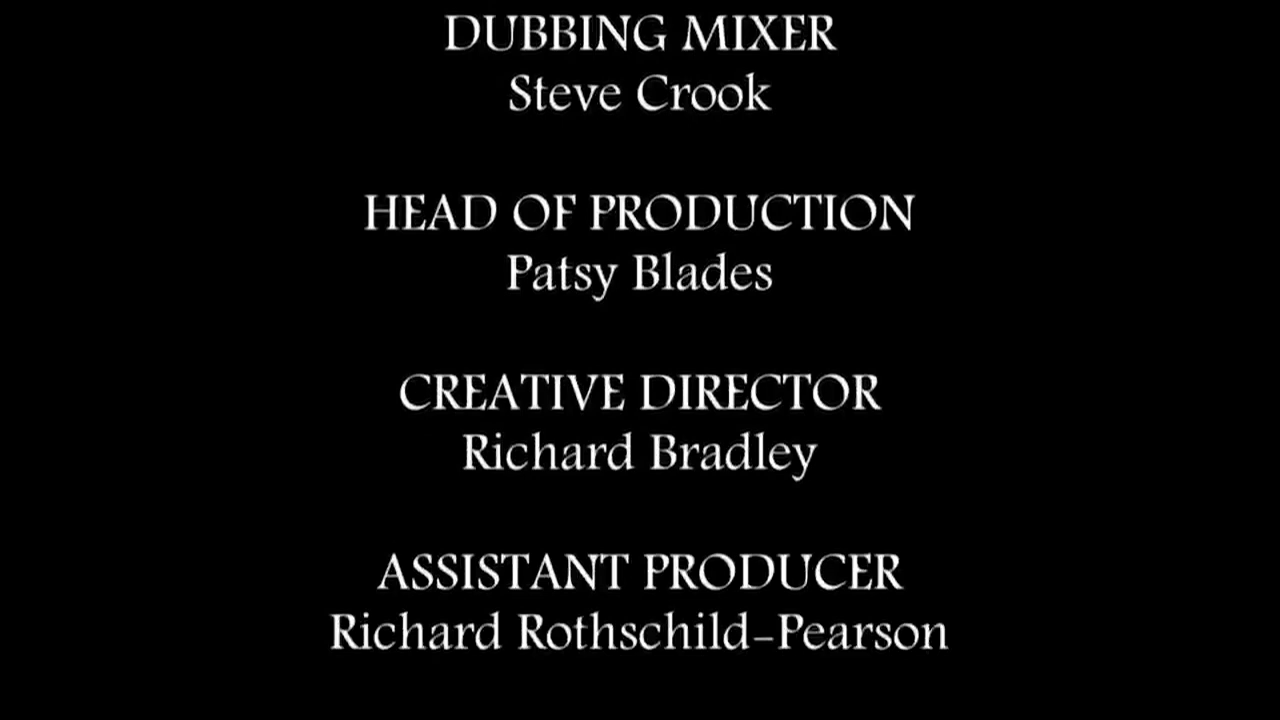 DUBBING MIXER
Steve Crook
HEAD OF PRODUCTION
Patsy Blades
CREATIVE DIRECTOR
Richard Bradley
ASSISTANT PRODUCER
Richard Rothschild-Pearson